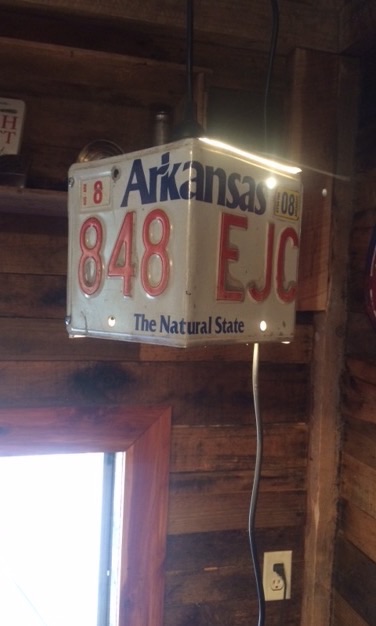 Arkansas
8 08
848 EJC
The Natural State
H
T